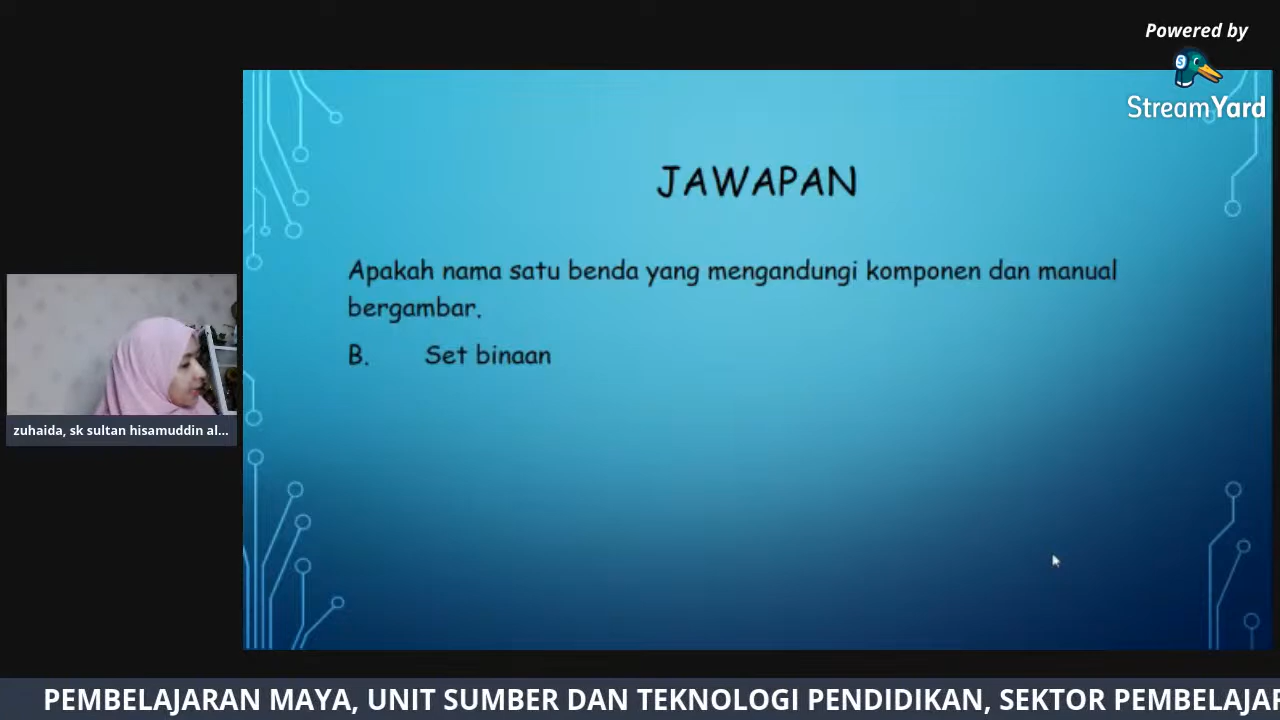 Powered by
StreamYard
JAWAPAN
Apakah nama satu benda yang mengandungi komponen dan manual
bergambar.
B. Set binaan
zuhaida, sk sultan hisamuddin al...
PEMBELAJARAN MAYA, UNIT SUMBER DAN TEKNOLOGI PENDIDIKAN, SEKTOR PEMBELAJAR